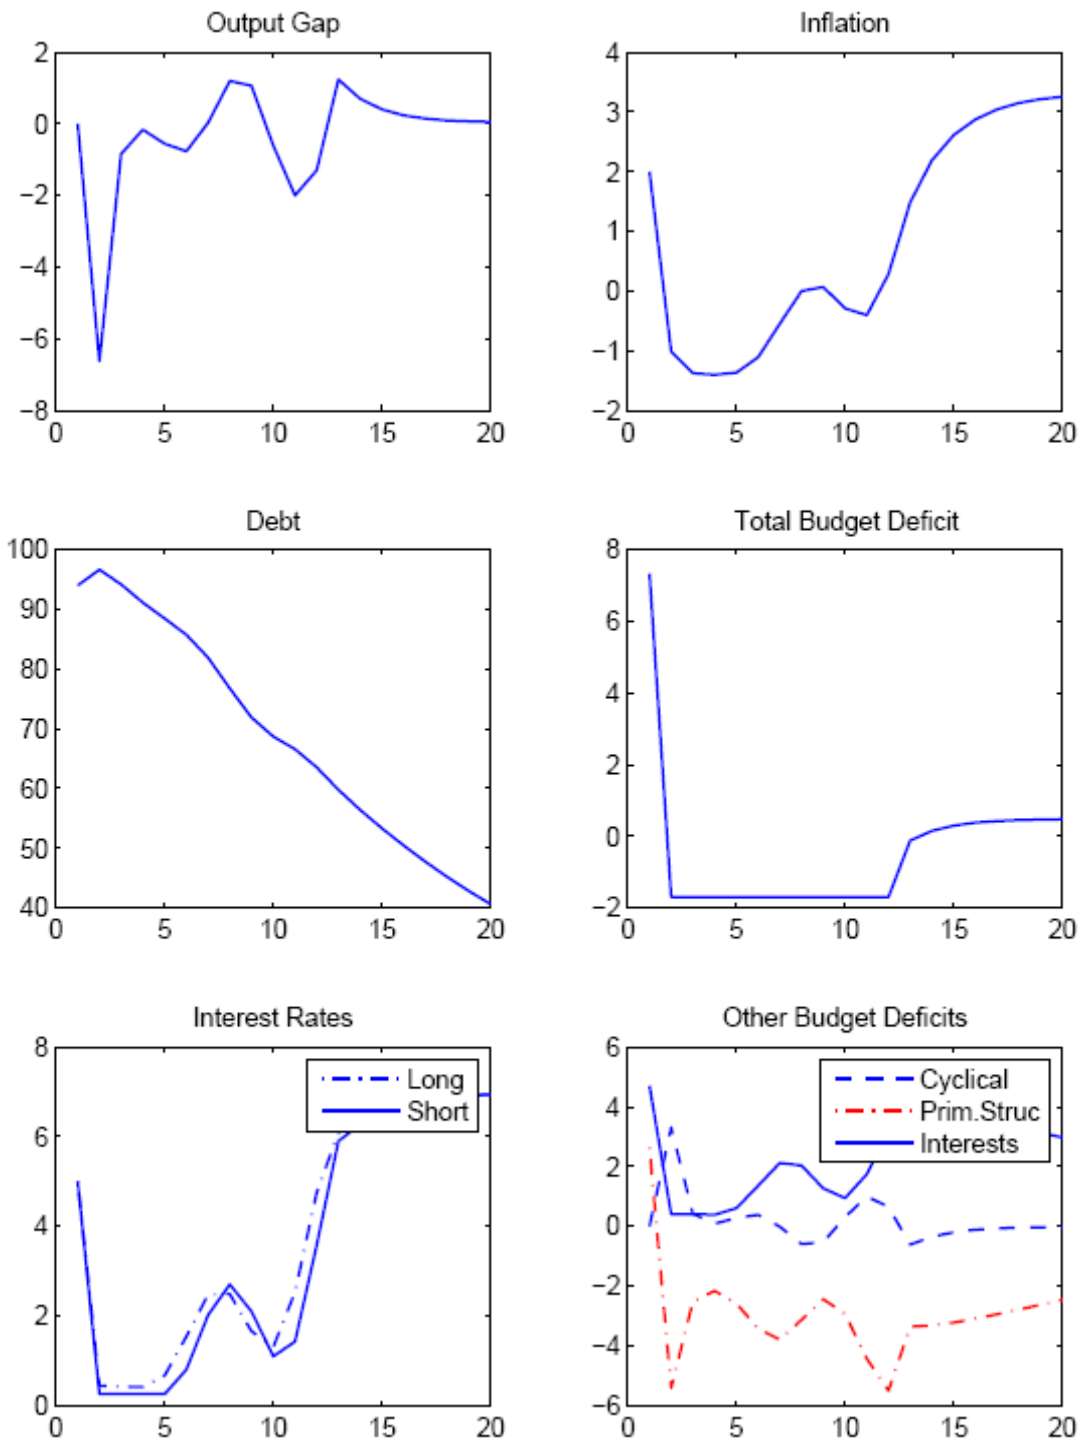 Output Gap
2
0
−2
−4
−6
−8
0 5 10 15 20
Inflation
4
3
2
1
0
−1
−2
0 5 10 15 20
Debt
100
90
80
70
60
50
40
0 5 10 15 20
Total Budget Deficit
8
6
4
2
0
−2
0 5 10 15 20
Interest Rates
8
6
4
2
0
0 5 10 15 20
Long
Short
Other Budget Deficits
6
4
2
0
−2
−4
−6
0 5 10 15 20
Cyclical
Prim.Struc
Interests